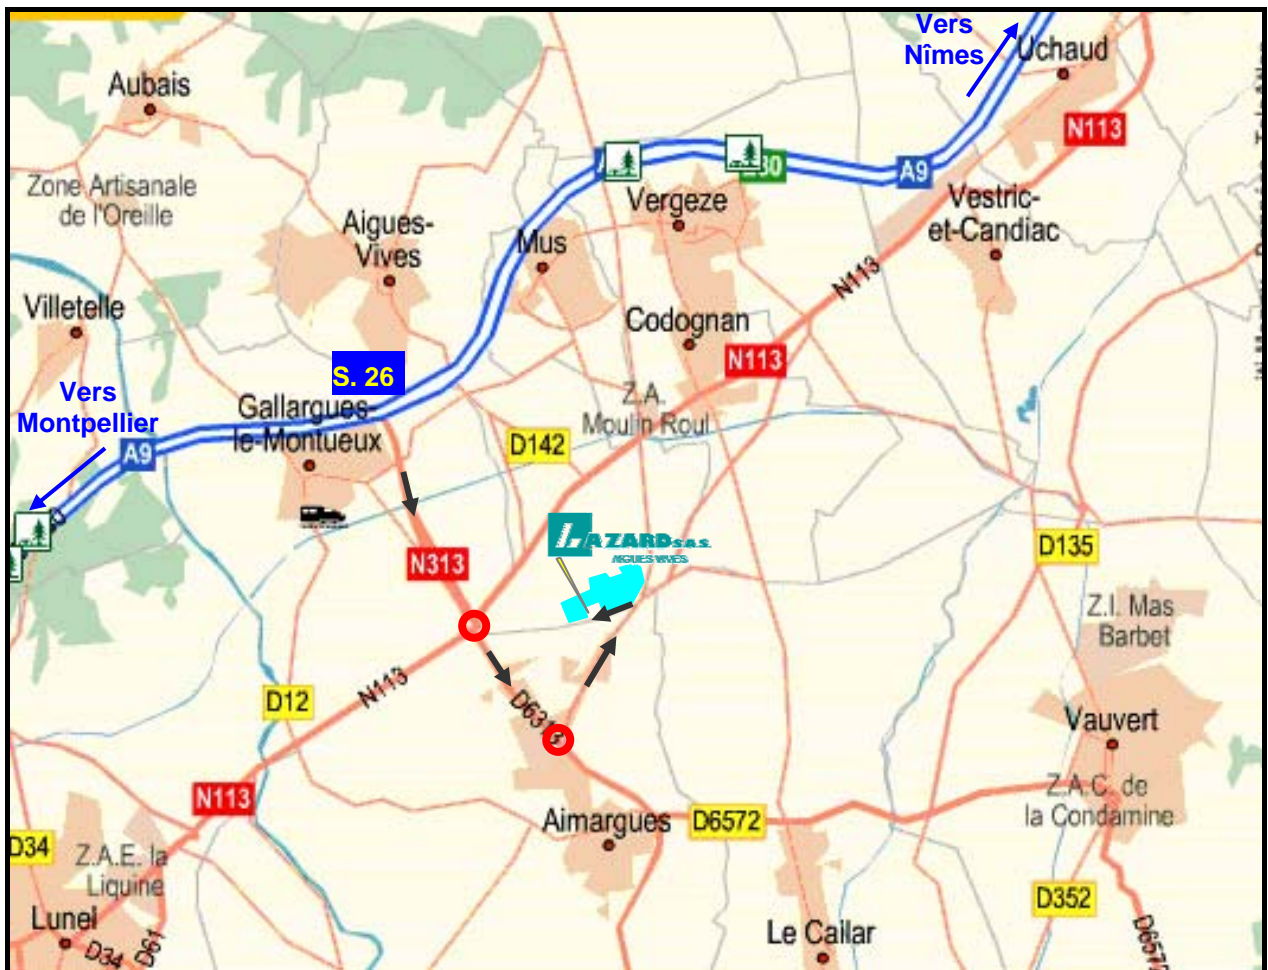 Vers
Nîmes
Uchaud
Aubais
N113
Zone Artisanale
de l'Oreille
A9
Vergeze
Vestric-
et-Candiac
Aigues-
Vives
Mus
N113
Villetelle
Codognan
N113
S. 26
Vers
Montpellier
Gallargues-
le-Montueux
Z.A.
Moulin Roul
A9
D142
LAZARD S.A.S.
AIGUES VIVES
N313
D135
Z.I. Mas
Barbet
N113
D12
Vauvert
N113
Z.A.C. de
la Condamine
Aimargues
D6572
D34
Z.A.E. la
Liquine
D352
Lunel
D34
D61
Le Cailar